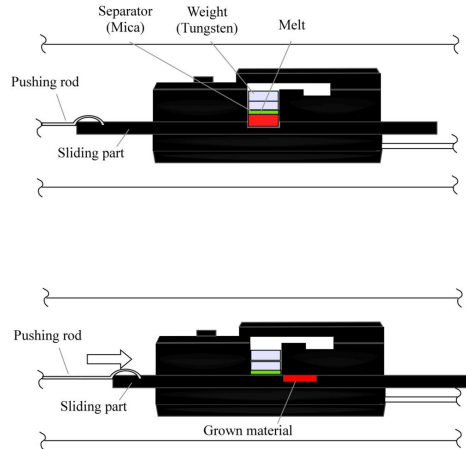 Separator
(Mica)
Weight
(Tungsten)
Melt
Pushing rod
Sliding part
Pushing rod
Sliding part
Grown material